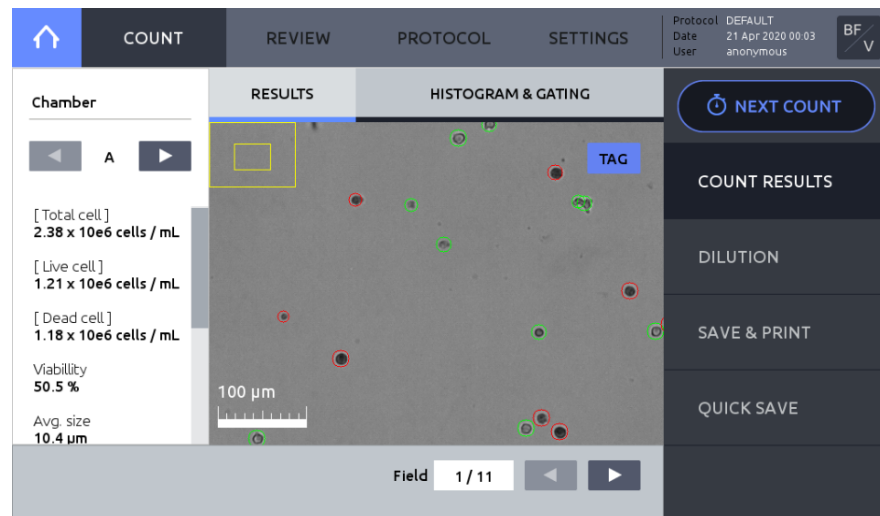 COUNT
REVIEW
PROTOCOL
SETTINGS
Protocol DEFAULT
Date 21 Apr 2020 00:03
User anonymous
BF/V
Chamber
A
[ Total cell ]
2.38 x 10e6 cells / mL
[ Live cell ]
1.21 x 10e6 cells / mL
[ Dead cell ]
1.18 x 10e6 cells / mL
Viabillity
50.5 %
Avg. size
10.4 μm
RESULTS
HISTOGRAM & GATING
TAG
100 μm
Field 1 / 11
NEXT COUNT
COUNT RESULTS
DILUTION
SAVE & PRINT
QUICK SAVE